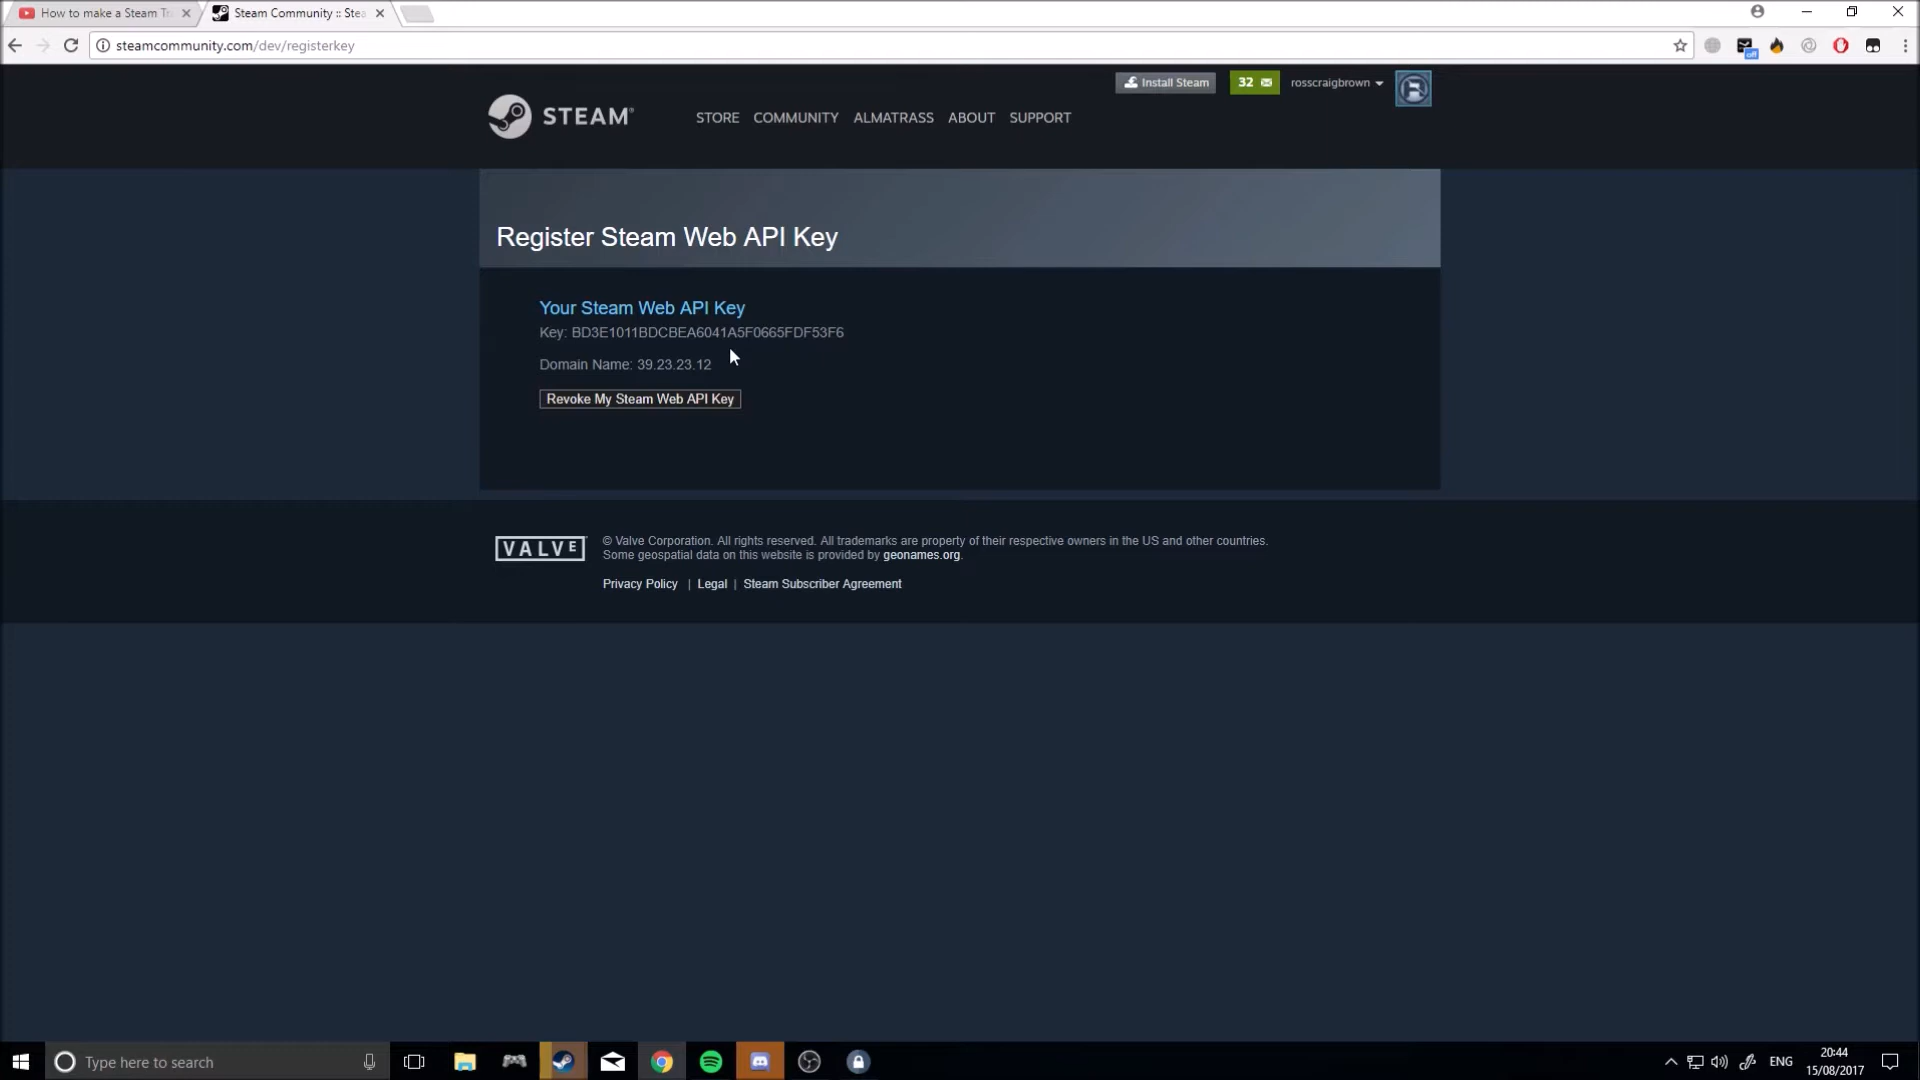 How to make a Steam Tr
Steam Community :: Stea
steamcommunity.com/dev/registerkey
off
Install Steam
32
rosscraigbrown
STEAM®
STORE COMMUNITY ALMATRASS ABOUT SUPPORT
Register Steam Web API Key
Your Steam Web API Key
Key: BD3E1011BDCBEA6041A5F0665FDF53F6
Domain Name: 39.23.23.12
Revoke My Steam Web API Key
VALVE
© Valve Corporation. All rights reserved. All trademarks are property of their respective owners in the US and other countries.
Some geospatial data on this website is provided by geonames.org.
Privacy Policy | Legal | Steam Subscriber Agreement
Type here to search
ENG
20:44
15/08/2017